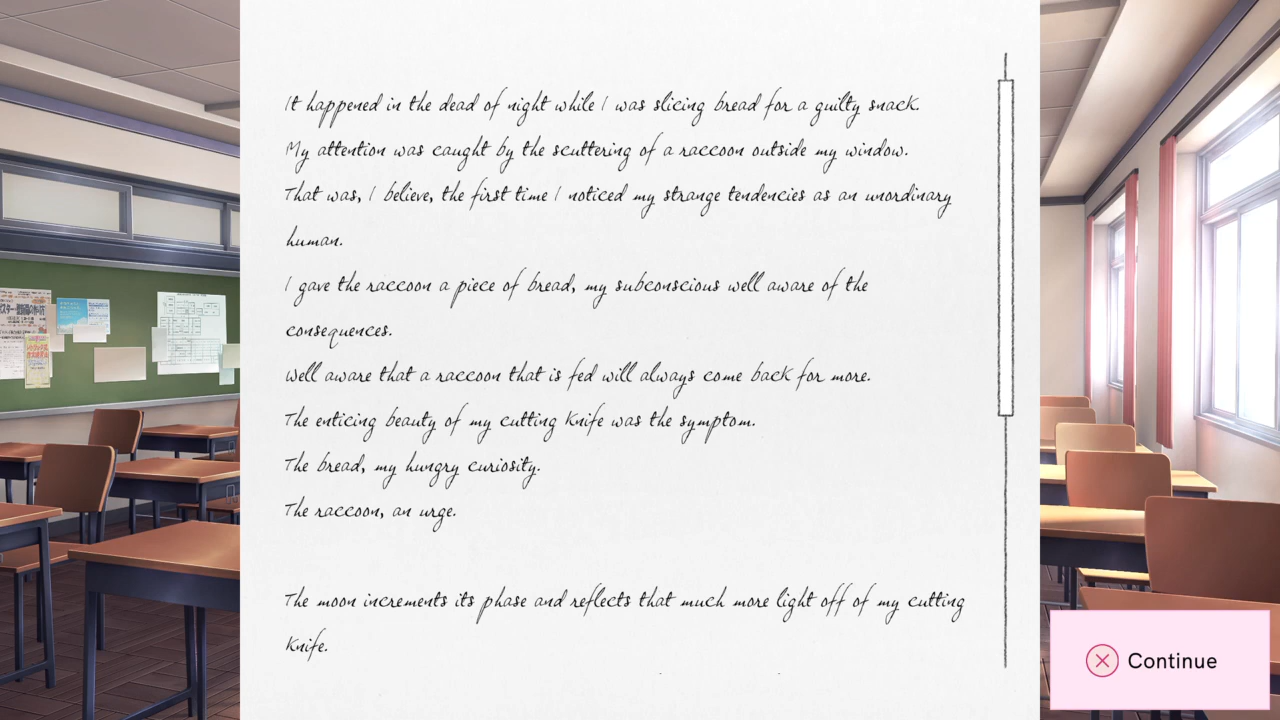 It happened in the dead of night while I was slicing bread for a guilty snack.
My attention was caught by the scuttering of a raccoon outside my window.
That was, I believe, the first time I noticed my strange tendencies as an unordinary
human.
I gave the raccoon a piece of bread, my subconscious well aware of the
consequences.
Well aware that a raccoon that is fed will always come back for more.
The enticing beauty of my cutting knife was the symptom.
The bread, my hungry curiosity.
The raccoon, an urge.
The moon increments its phase and reflects that much more light off of my cutting
knife.
Continue